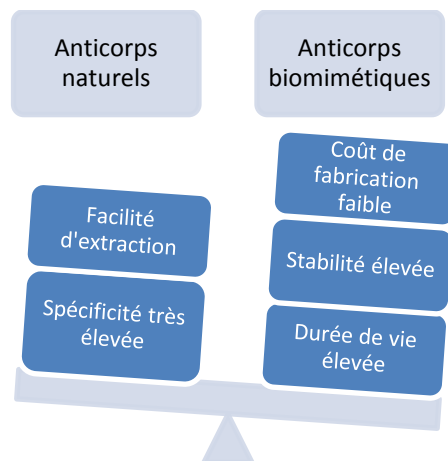 Anticorps
naturels
Anticorps
biomimétiques
Facilité
d'extraction
Spécificité très
élevée
Coût de
fabrication
faible
Stabilité élevée
Durée de vie
élevée